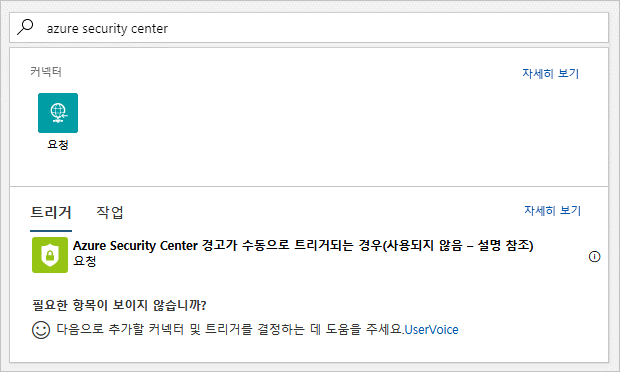 azure security center
커넥터
자세히 보기
요청
트리거 작업
자세히 보기
Azure Security Center 경고가 수동으로 트리거되는 경우(사용되지 않음 – 설명 참조)
요청
필요한 항목이 보이지 않습니까?
다음으로 추가할 커넥터 및 트리거를 결정하는 데 도움을 주세요.UserVoice